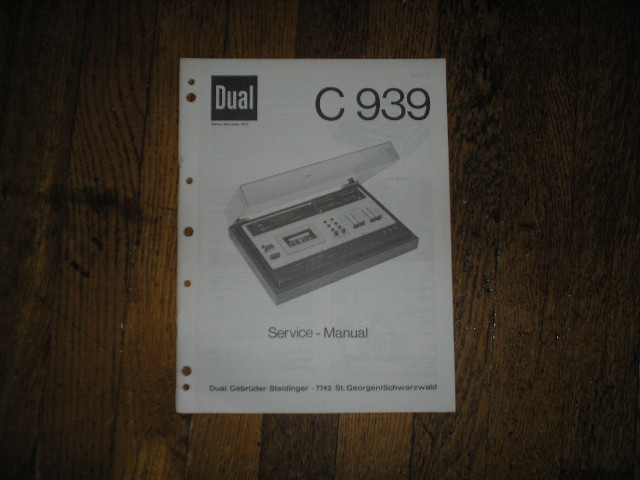 Dual
C 939
Service - Manual
Dual Gebrüder Steidinger · 7742 St. Georgen/Schwarzwald